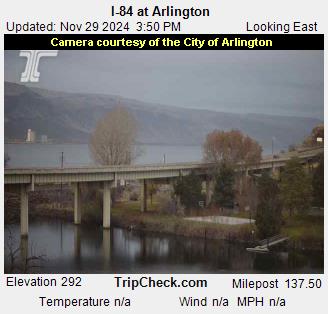 I-84 at Arlington
Updated: Nov 29 2024 3:50 PM Looking East
Camera courtesy of the City of Arlington
Elevation 292 TripCheck.com Milepost 137.50
Temperature n/a Wind n/a MPH n/a